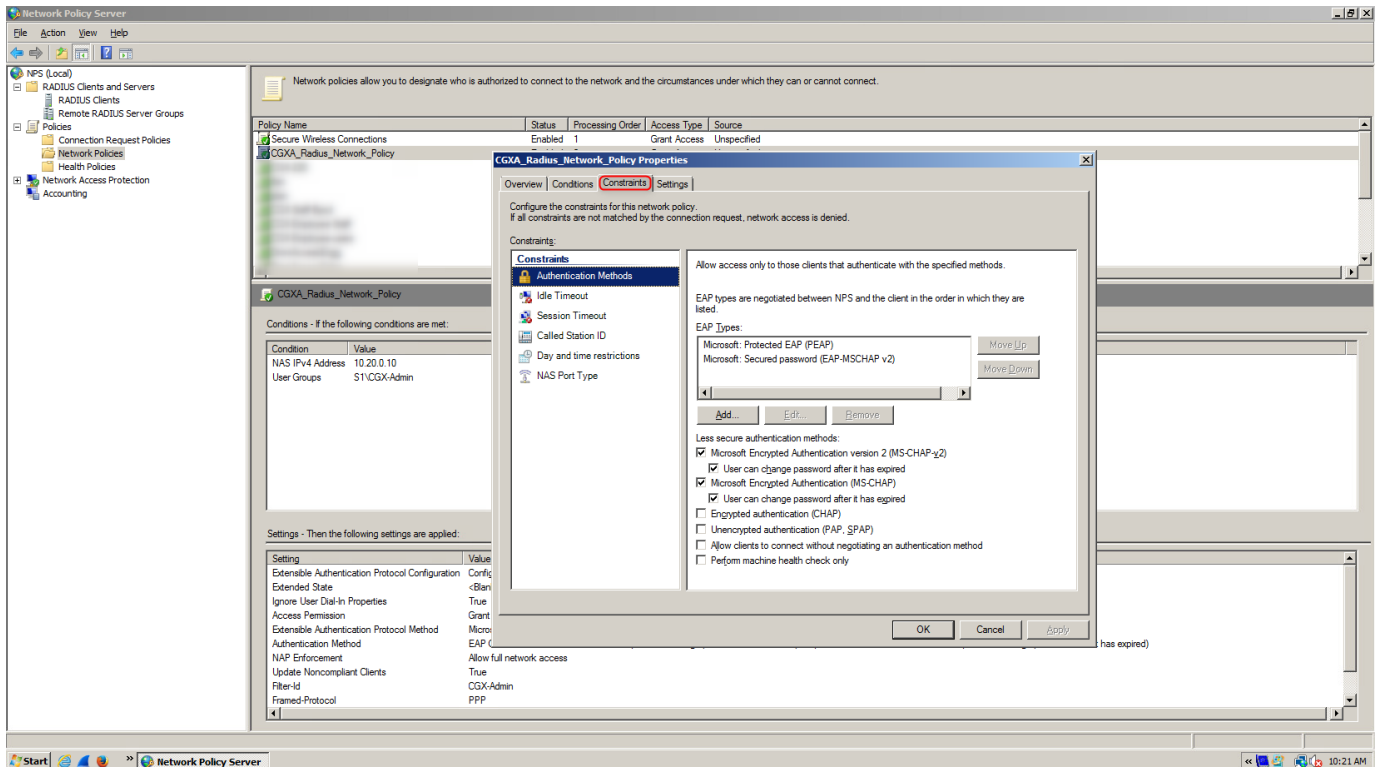 Network Policy Server
File Action View Help
NPS (Local)
RADIUS Clients and Servers
RADIUS Clients
Remote RADIUS Server Groups
Policies
Connection Request Policies
Network Policies
Health Policies
Network Access Protection
Accounting
Network policies allow you to designate who is authorized to connect to the network and the circumstances under which they can or cannot connect.
Policy Name Status Processing Order Access Type Source
Secure Wireless Connections Enabled 1 Grant Access Unspecified
CGXA_Radius_Network_Policy
CGXA_Radius_Network_Policy Properties
Overview Conditions Constraints Settings
Configure the constraints for this network policy.
If all constraints are not matched by the connection request, network access is denied.
Constraints:
Constraints
Authentication Methods
Idle Timeout
Session Timeout
Called Station ID
Day and time restrictions
NAS Port Type
Allow access only to those clients that authenticate with the specified methods.
EAP types are negotiated between NPS and the client in the order in which they are
listed.
EAP Types:
Microsoft: Protected EAP (PEAP)
Microsoft: Secured password (EAP-MSCHAP v2)
Move Up
Move Down
Add... Edit... Remove
Less secure authentication methods:
Microsoft Encrypted Authentication version 2 (MS-CHAP-v2)
User can change password after it has expired
Microsoft Encrypted Authentication (MS-CHAP)
User can change password after it has expired
Encrypted authentication (CHAP)
Unencrypted authentication (PAP, SPAP)
Allow clients to connect without negotiating an authentication method
Perform machine health check only
OK Cancel Apply
CGXA_Radius_Network_Policy
Conditions - If the following conditions are met:
Condition Value
NAS IPv4 Address 10.20.0.10
User Groups S1\CGX-Admin
Settings - Then the following settings are applied:
Setting Value
Extensible Authentication Protocol Configuration Config
Extended State <Blan
Ignore User Dial-In Properties True
Access Permission Grant
Extensible Authentication Protocol Method Micros
Authentication Method EAP has expired)
NAP Enforcement Allow full network access
Update Noncompliant Clients True
Filter-Id CGX-Admin
Framed-Protocol PPP
Start Network Policy Server 10:21 AM